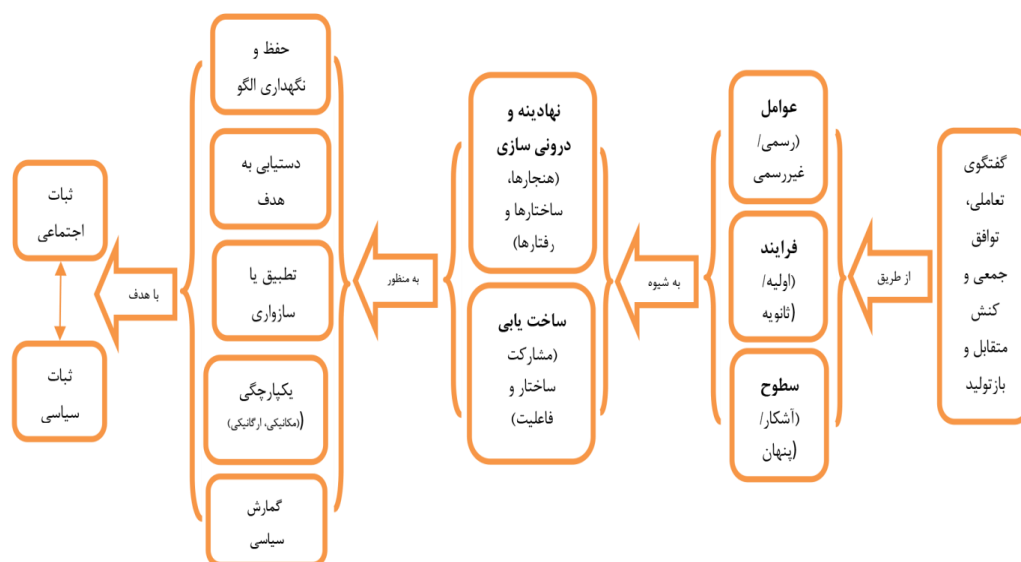 گفتگوی
تعاملی،
توافق
جمعی و
کنش
متقابل و
بازتولید
از طریق
عوامل
(رسمی/
غیررسمی
فرایند
(اولیه/
ثانویه)
سطوح
(آشکار/
پنهان)
به شیوه
نهادینه و
درونی سازی
(هنجارها،
ساختارها و
رفتارها)
ساخت یابی
(مشارکت
ساختار و
فاعلیت)
به منظور
حفظ و
نگهداری الگو
دستیابی به
هدف
تطبیق یا
سازواری
یکپارچگی
(مکانیکی، ارگانیکی)
گمارش
سیاسی
با هدف
ثبات
اجتماعی
ثبات
سیاسی